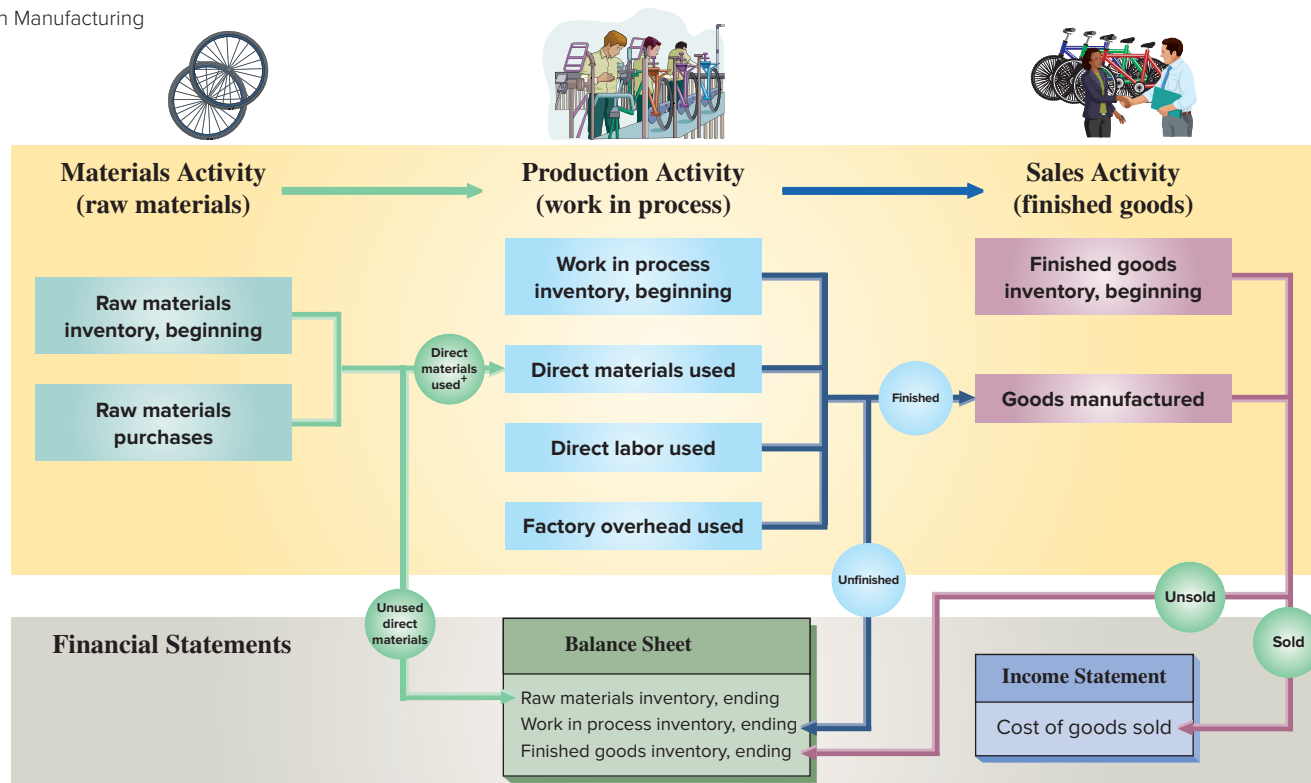 n Manufacturing
Materials Activity
(raw materials)
Production Activity
(work in process)
Sales Activity
(finished goods)
Raw materials
inventory, beginning
Raw materials
purchases
Direct
materials
used+
Work in process
inventory, beginning
Direct materials used
Direct labor used
Factory overhead used
Finished
Finished goods
inventory, beginning
Goods manufactured
Unused
direct
materials
Unfinished
Unsold
Sold
Financial Statements
Balance Sheet
Raw materials inventory, ending
Work in process inventory, ending
Finished goods inventory, ending
Income Statement
Cost of goods sold